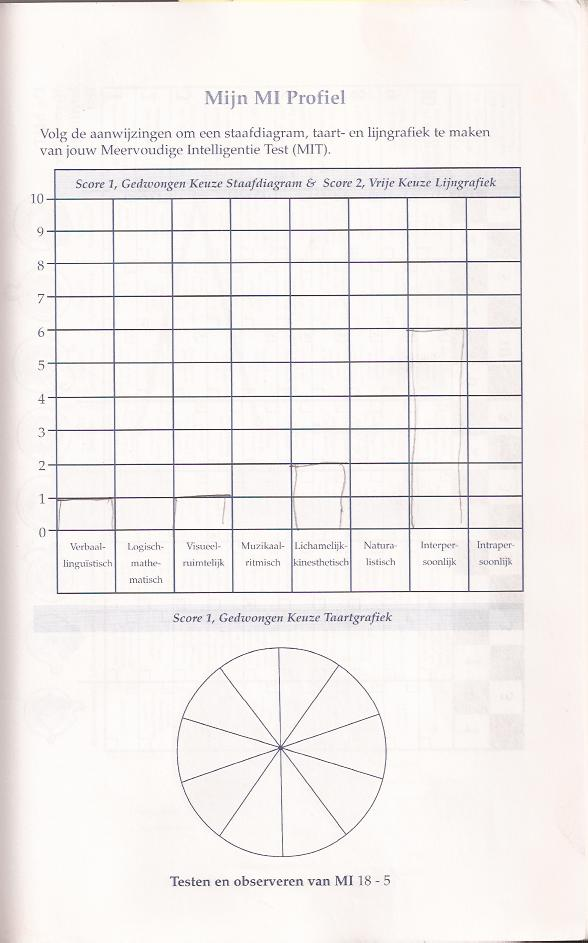 Mijn MI Profiel
Volg de aanwijzingen om een staafdiagram, taart- en lijngrafiek te maken
van jouw Meervoudige Intelligentie Test (MIT).
Score 1, Gedwongen Keuze Staafdiagram & Score 2, Vrije Keuze Lijngrafiek
10
9
8
7
6
5
4
3
2
1
0
Verbaal-
linguïstisch
Logisch-
mathe-
matisch
Visueel-
ruimtelijk
Muzikaal-
ritmisch
Lichamelijk-
kinesthetisch
Natura-
listisch
Interper-
soonlijk
Intraper-
soonlijk
Score 1, Gedwongen Keuze Taartgrafiek
Testen en observeren van MI 18 - 5